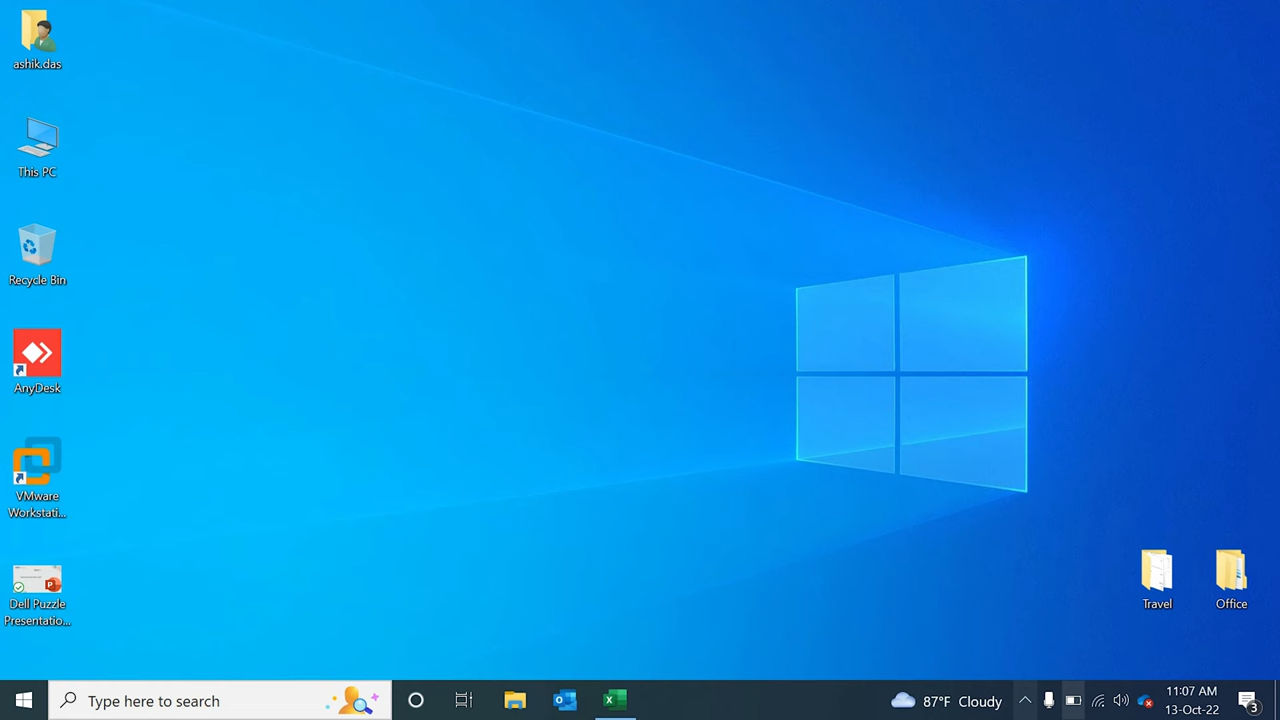 ashik.das
This PC
Recycle Bin
AnyDesk
VMware
Workstati...
Dell Puzzle
Presentatio...
Travel
Office
Type here to search
87°F Cloudy
11:07 AM
13-Oct-22
3